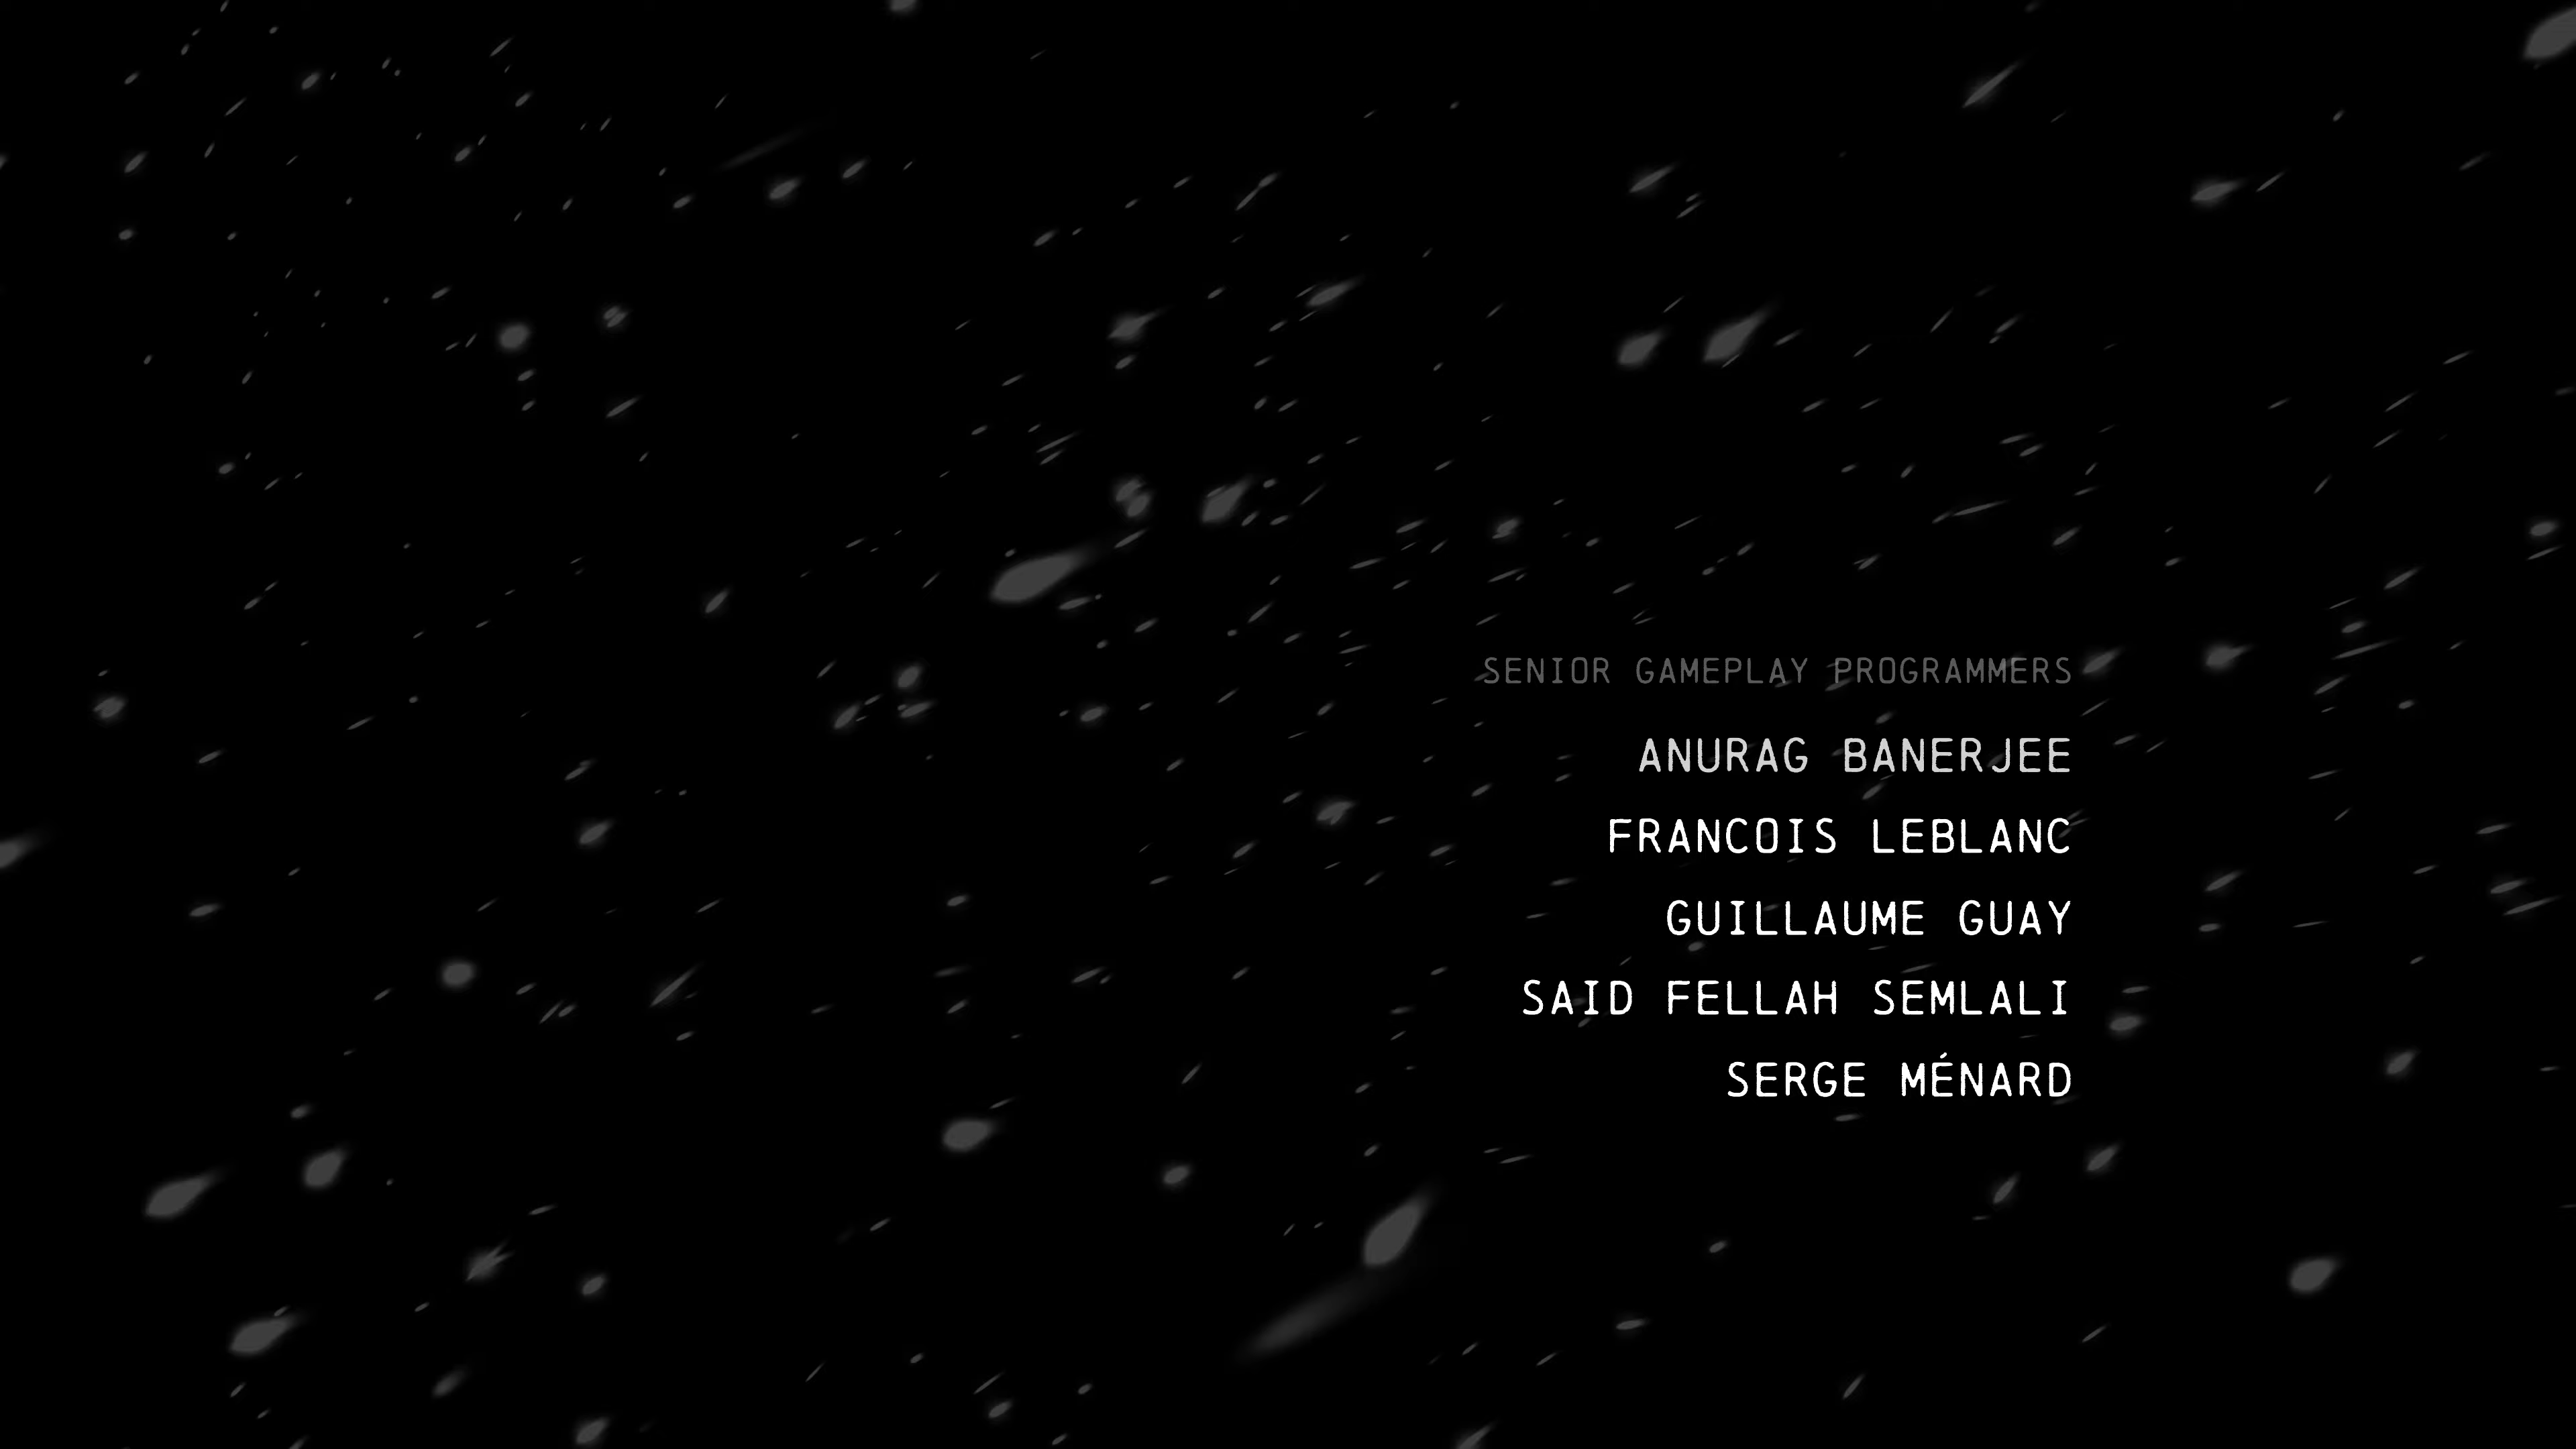 SENIOR GAMEPLAY PROGRAMMERS
ANURAG BANERJEE
FRANCOIS LEBLANC
GUILLAUME GUAY
SAID FELLAH SEMLALI
SERGE MÉNARD